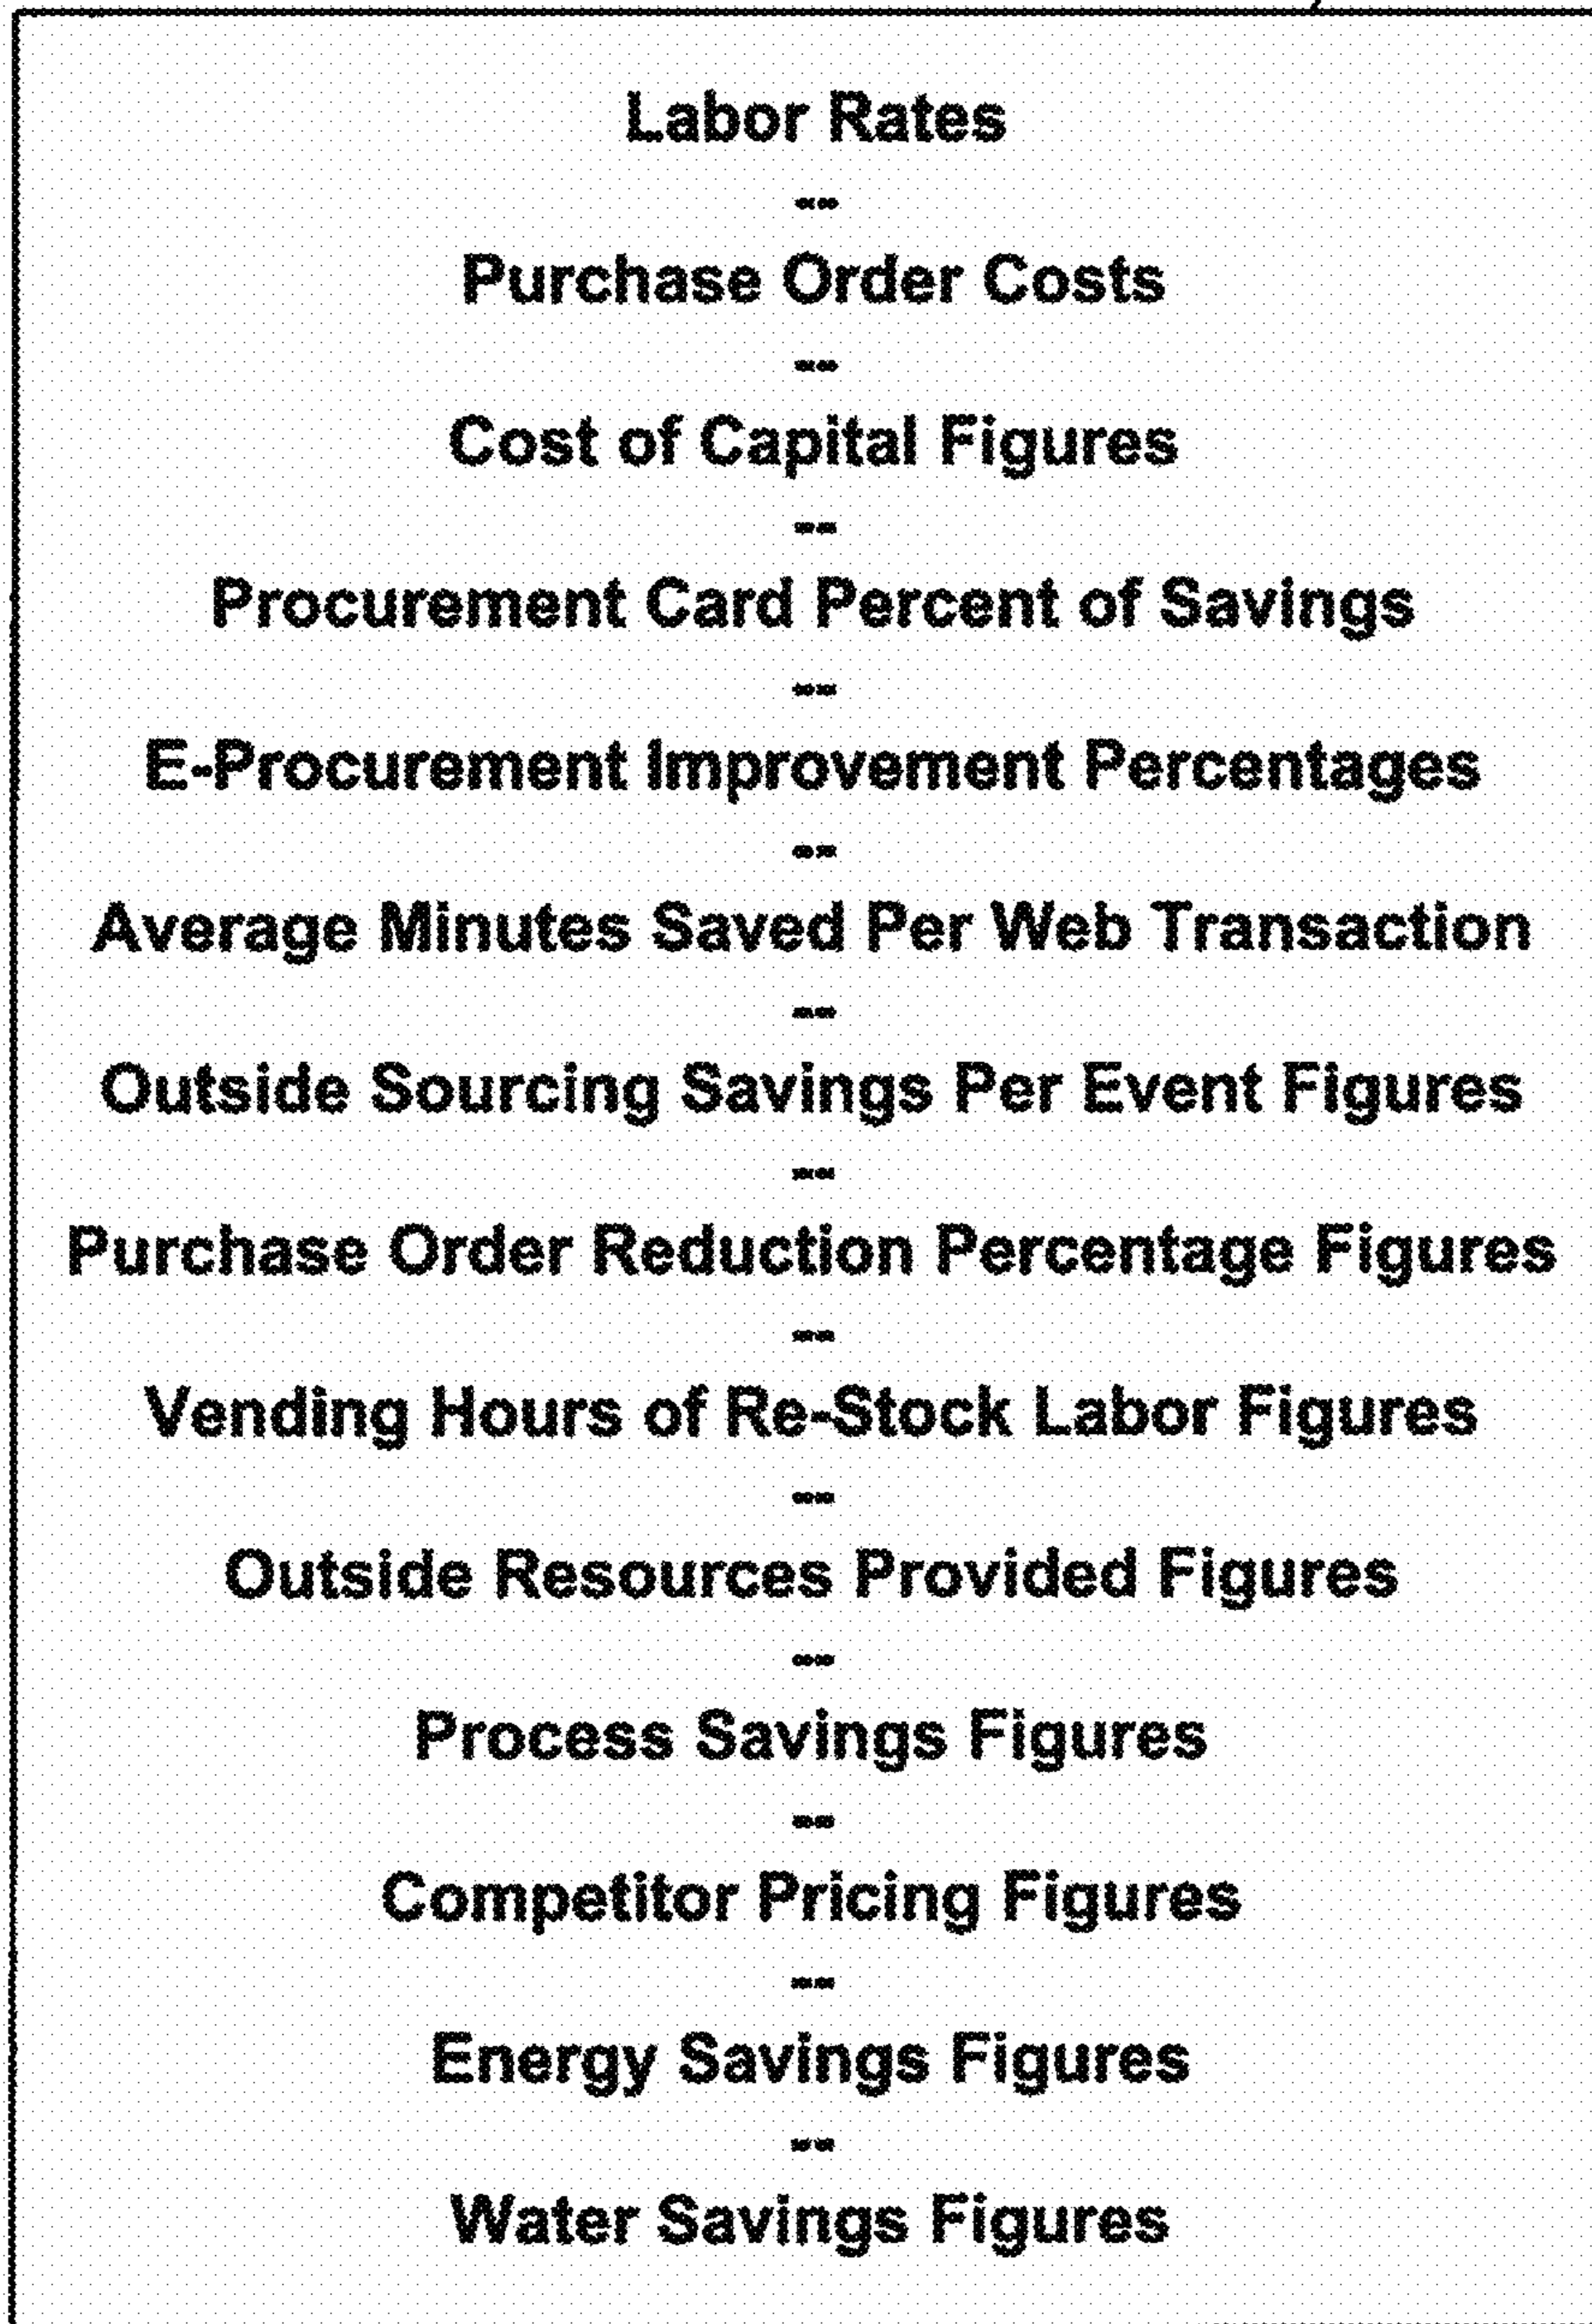 Labor Rates
--
Purchase Order Costs
--
Cost of Capital Figures
--
Procurement Card Percent of Savings
--
E-Procurement Improvement Percentages
--
Average Minutes Saved Per Web Transaction
--
Outside Sourcing Savings Per Event Figures
--
Purchase Order Reduction Percentage Figures
--
Vending Hours of Re-Stock Labor Figures
--
Outside Resources Provided Figures
--
Process Savings Figures
--
Competitor Pricing Figures
--
Energy Savings Figures
--
Water Savings Figures